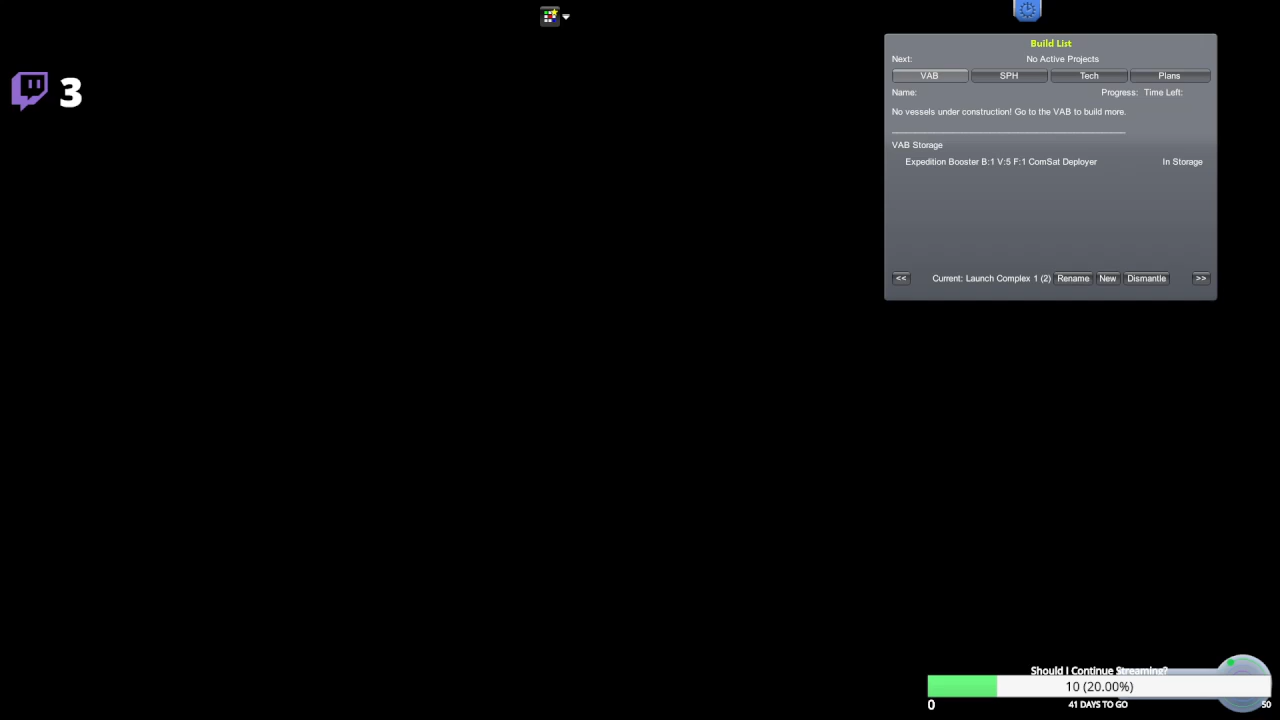 3
Build List
Next: No Active Projects
VAB SPH Tech Plans
Name: Progress: Time Left:
No vessels under construction! Go to the VAB to build more.
VAB Storage
Expedition Booster B:1 V:5 F:1 ComSat Deployer In Storage
<< Current: Launch Complex 1 (2) Rename New Dismantle >>
Should I Continue Streaming?
10 (20.00%)
0 41 DAYS TO GO 50